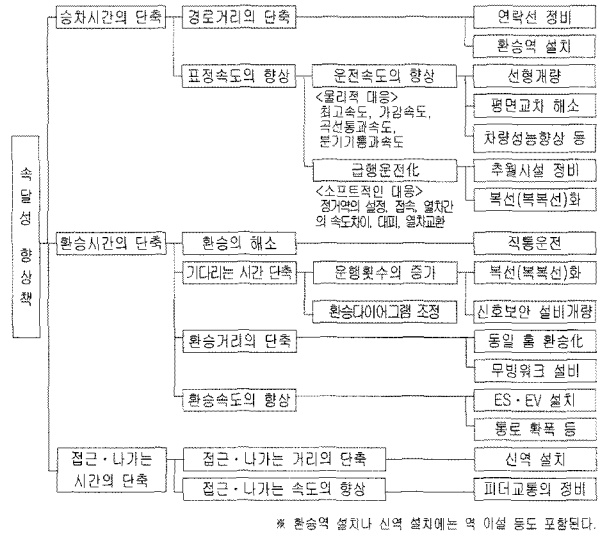 속달성 향상책
승차시간의 단축
경로거리의 단축
연락선 정비
환승역 설치
표정속도의 향상
운전속도의 향상
<물리적 대응>
최고속도, 가감속도,
곡선통과속도,
분기기통과속도
선형개량
평면교차 해소
차량성능향상 등
급행운전化
<소프트적인 대응>
정거역의 설정, 접속, 열차간
의 속도차이, 대피, 열차교환
추월시설 정비
복선(복복선)화
환승시간의 단축
환승의 해소
직통운전
기다리는 시간 단축
운행횟수의 증가
복선(복복선)화
신호보안 설비개량
환승다이어그램 조정
환승거리의 단축
동일 홈 환승化
무빙워크 설비
환승속도의 향상
ES·EV 설치
통로 확폭 등
접근·나가는
시간의 단축
접근·나가는 거리의 단축
신역 설치
접근·나가는 속도의 향상
피더교통의 정비
※ 환승역 설치나 신역 설치에는 역 이설 등도 포함된다.